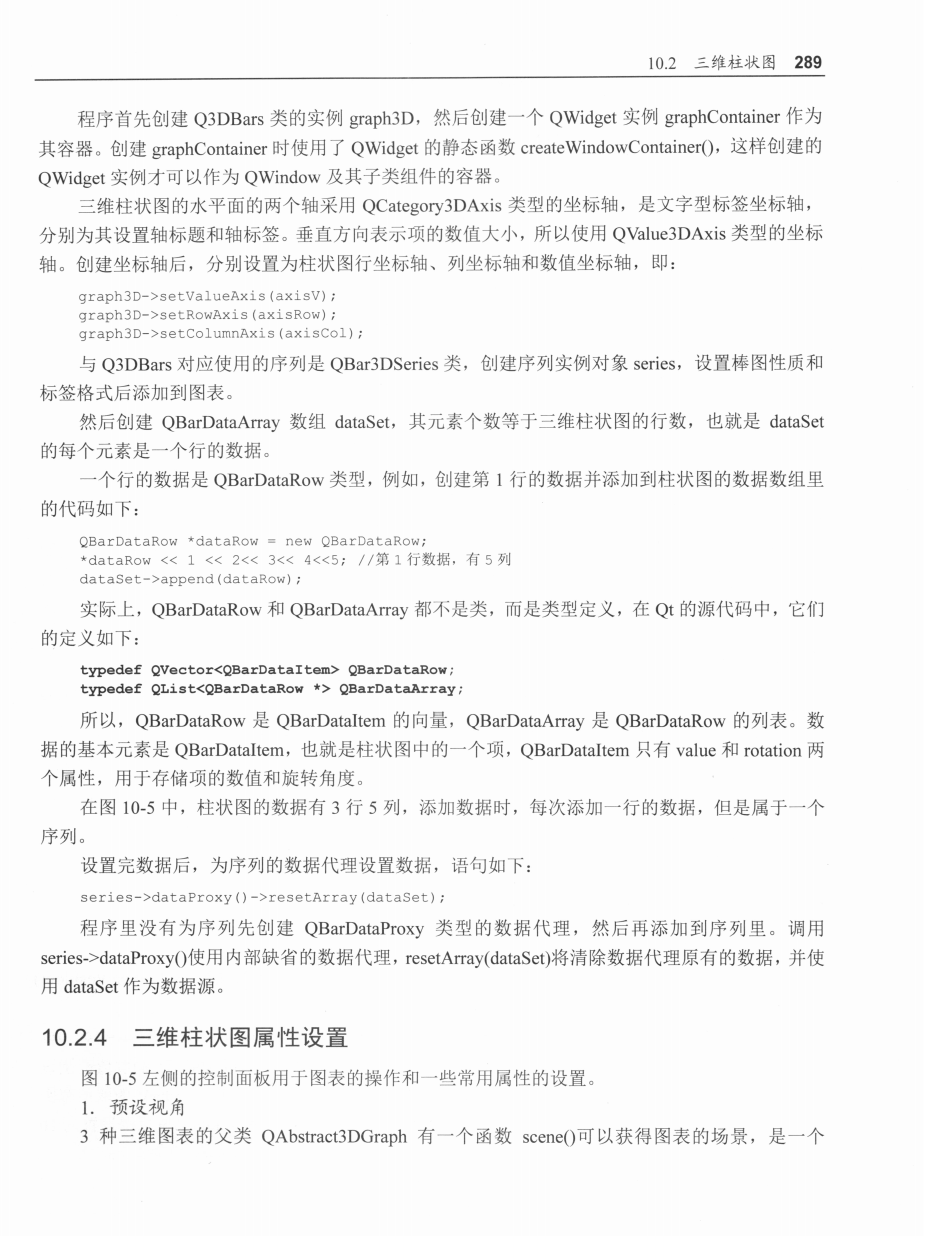 10.2 三维柱状图 289
程序首先创建 Q3DBars 类的实例 graph3D，然后创建一个 QWidget 实例 graphContainer 作为
其容器。创建 graphContainer 时使用了 QWidget 的静态函数 createWindowContainer()，这样创建的
QWidget 实例才可以作为 QWindow 及其子类组件的容器。
三维柱状图的水平面的两个轴采用 QCategory3DAxis 类型的坐标轴，是文字型标签坐标轴，
分别为其设置轴标题和轴标签。垂直方向表示项的数值大小，所以使用 QValue3DAxis 类型的坐标
轴。创建坐标轴后，分别设置为柱状图行坐标轴、列坐标轴和数值坐标轴，即：
graph3D->setValueAxis(axisV);
graph3D->setRowAxis(axisRow);
graph3D->setColumnAxis(axisCol);
与 Q3DBars 对应使用的序列是 QBar3DSeries 类，创建序列实例对象 series，设置棒图性质和
标签格式后添加到图表。
然后创建 QBarDataArray 数组 dataSet，其元素个数等于三维柱状图的行数，也就是 dataSet
的每个元素是一个行的数据。
一个行的数据是 QBarDataRow 类型，例如，创建第 1 行的数据并添加到柱状图的数据数组里
的代码如下：
QBarDataRow *dataRow = new QBarDataRow;
*dataRow << 1 << 2<< 3<< 4<<5; //第 1 行数据，有 5 列
dataSet->append(dataRow);
实际上，QBarDataRow 和 QBarDataArray 都不是类，而是类型定义，在 Qt 的源代码中，它们
的定义如下：
typedef QVector<QBarDataItem> QBarDataRow;
typedef QList<QBarDataRow *> QBarDataArray;
所以，QBarDataRow 是 QBarDataItem 的向量，QBarDataArray 是 QBarDataRow 的列表。数
据的基本元素是 QBarDataItem，也就是柱状图中的一个项，QBarDataItem 只有 value 和 rotation 两
个属性，用于存储项的数值和旋转角度。
在图 10-5 中，柱状图的数据有 3 行 5 列，添加数据时，每次添加一行的数据，但是属于一个
序列。
设置完数据后，为序列的数据代理设置数据，语句如下：
series->dataProxy()->resetArray(dataSet);
程序里没有为序列先创建 QBarDataProxy 类型的数据代理，然后再添加到序列里。调用
series->dataProxy()使用内部缺省的数据代理，resetArray(dataSet)将清除数据代理原有的数据，并使
用 dataSet 作为数据源。
10.2.4 三维柱状图属性设置
图 10-5 左侧的控制面板用于图表的操作和一些常用属性的设置。
1．预设视角
3 种三维图表的父类 QAbstract3DGraph 有一个函数 scene()可以获得图表的场景，是一个